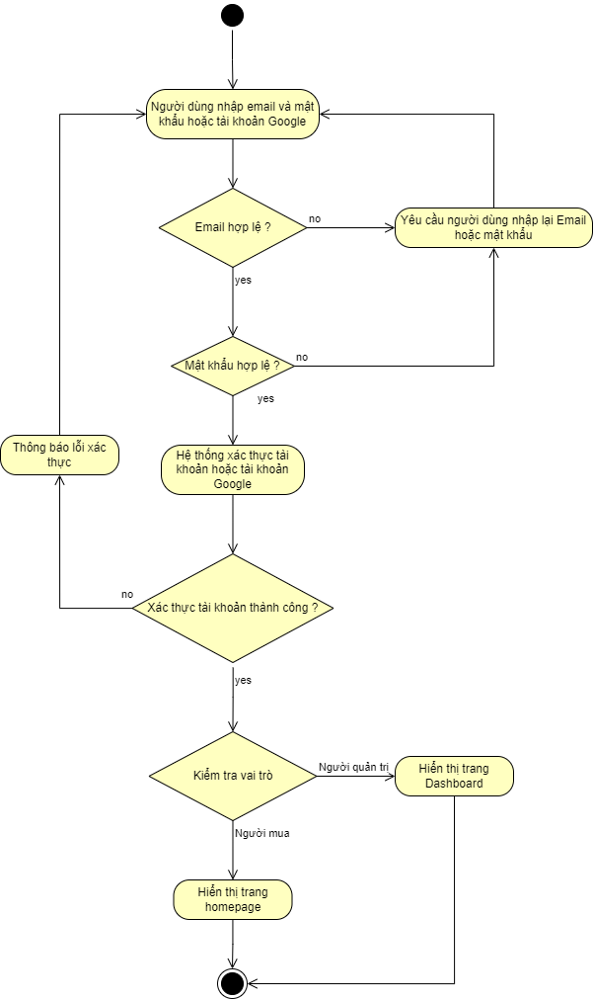 Người dùng nhập email và mật
khẩu hoặc tài khoản Google
Email hợp lệ ?
no
Yêu cầu người dùng nhập lại Email
hoặc mật khẩu
yes
Mật khẩu hợp lệ ?
no
yes
Thông báo lỗi xác
thực
Hệ thống xác thực tài
khoản hoặc tài khoản
Google
no
Xác thực tài khoản thành công ?
yes
Kiểm tra vai trò
Người quản trị
Hiển thị trang
Dashboard
Người mua
Hiển thị trang
homepage